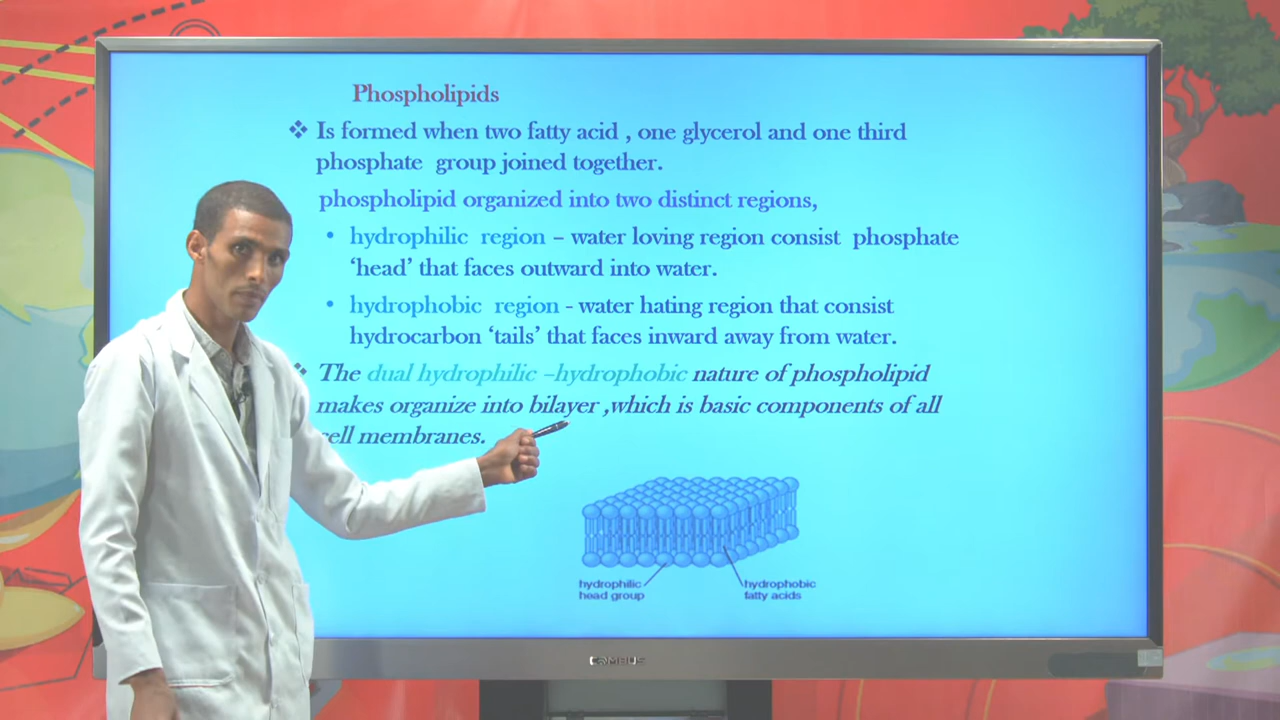 Phospholipids
❖ Is formed when two fatty acid , one glycerol and one third
phosphate group joined together.
phospholipid organized into two distinct regions,
• hydrophilic region – water loving region consist phosphate
‘head’ that faces outward into water.
• hydrophobic region - water hating region that consist
hydrocarbon ‘tails’ that faces inward away from water.
❖ The dual hydrophilic –hydrophobic nature of phospholipid
makes organize into bilayer ,which is basic components of all
cell membranes.
hydrophilic
head group
hydrophobic
fatty acids